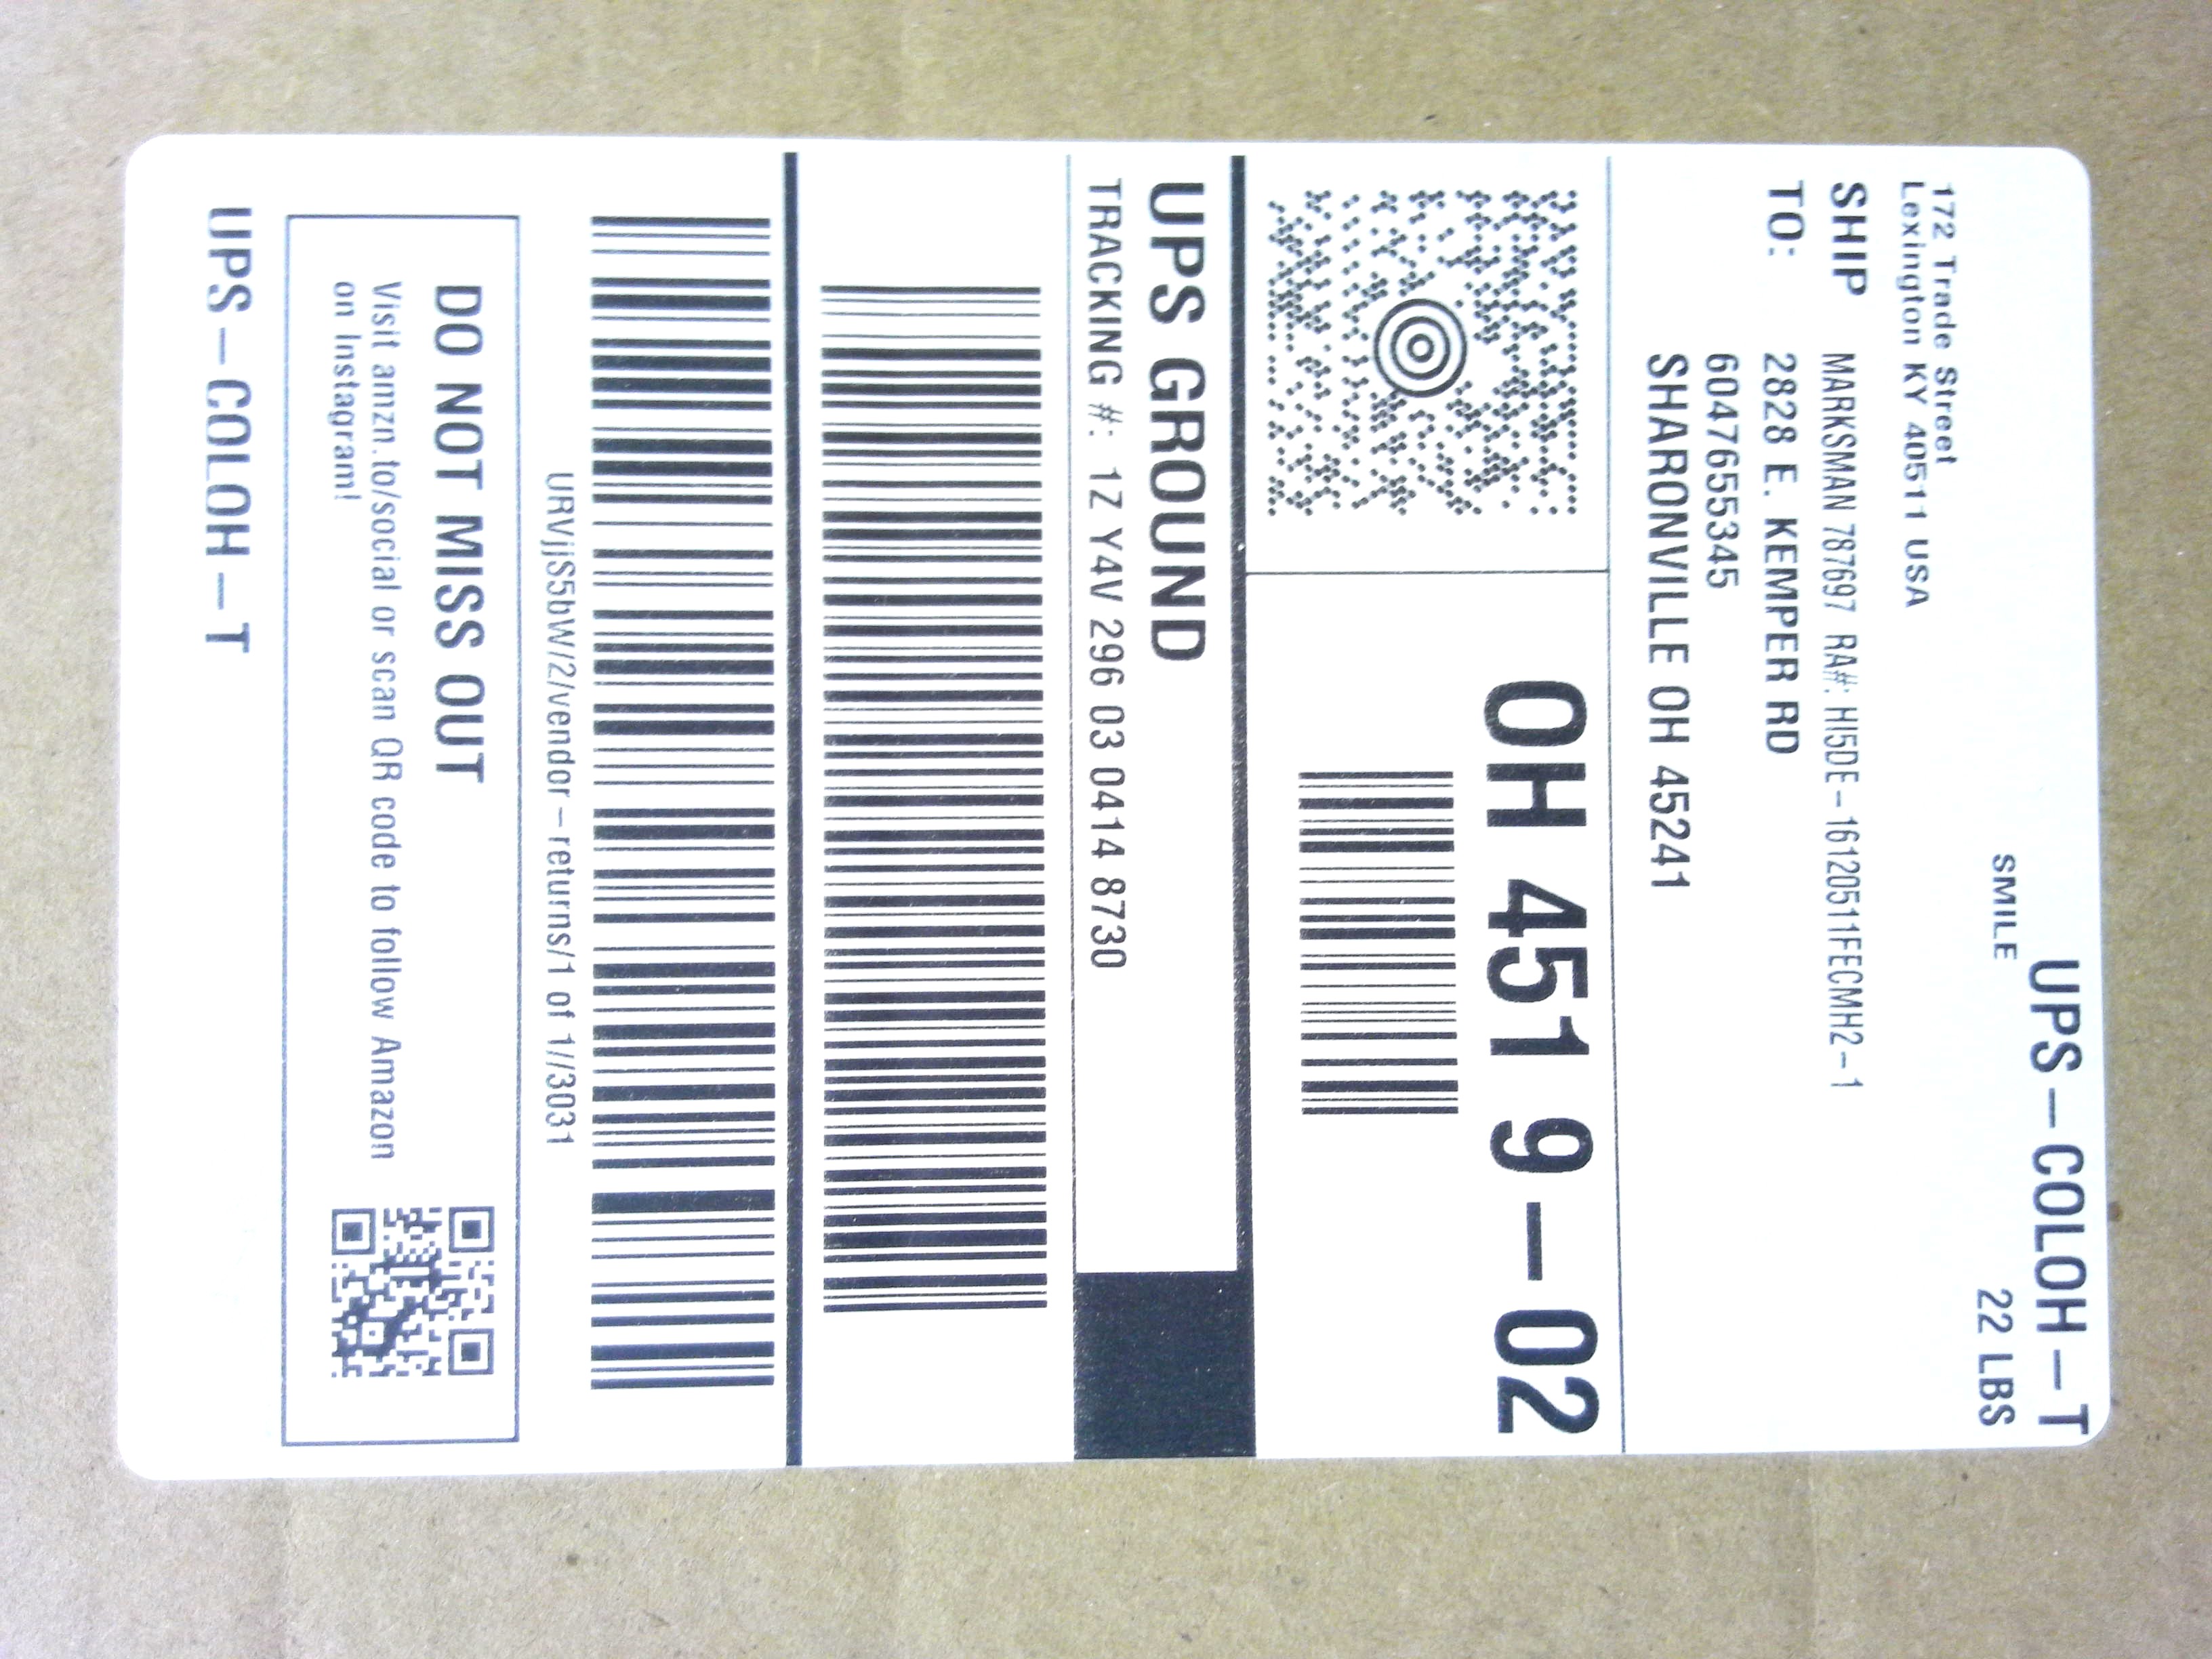 UPS-COLOH-T
SMILE 22 LBS
172 Trade Street
Lexington KY 40511 USA
SHIP MARKSMAN 787697 RA#: HI5DE-16120511FECMH2-1
TO: 2828 E. KEMPER RD
6047655345
SHARONVILLE OH 45241
OH 451 9-02
UPS GROUND
TRACKING #: 1Z Y4V 296 03 0414 8730
URVjjS5bW/2/vendor-returns/1 of 1//3031
DO NOT MISS OUT
Visit amzn.to/social or scan QR code to follow Amazon
on Instagram!
UPS-COLOH-T